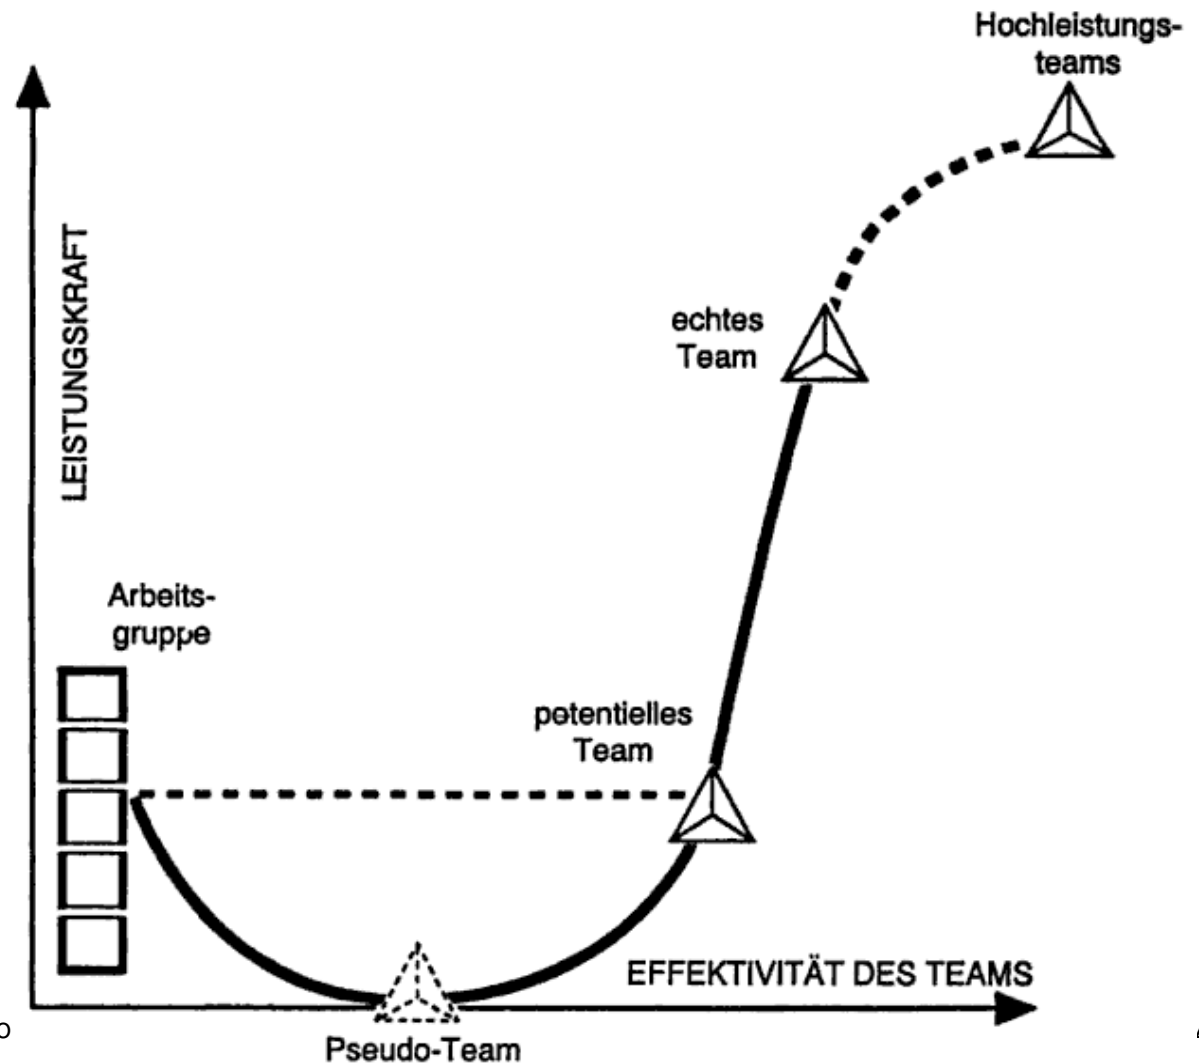 Hochleistungs-
teams
LEISTUNGSKRAFT
echtes
Team
Arbeits-
gruppe
potentielles
Team
EFFEKTIVITÄT DES TEAMS
Pseudo-Team